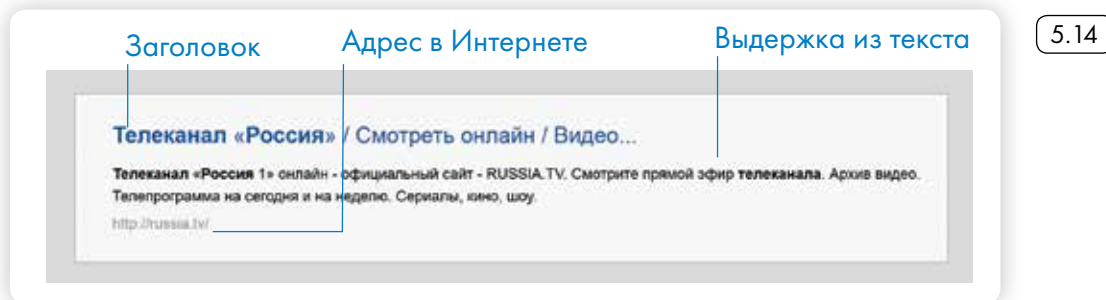 Заголовок
Адрес в Интернете
Выдержка из текста
5.14
Телеканал «Россия» / Смотреть онлайн / Видео...
Телеканал «Россия 1» онлайн - официальный сайт - RUSSIA.TV. Смотрите прямой эфир телеканала. Архив видео.
Телепрограмма на сегодня и на неделю. Сериалы, кино, шоу.
http://russia.tv/